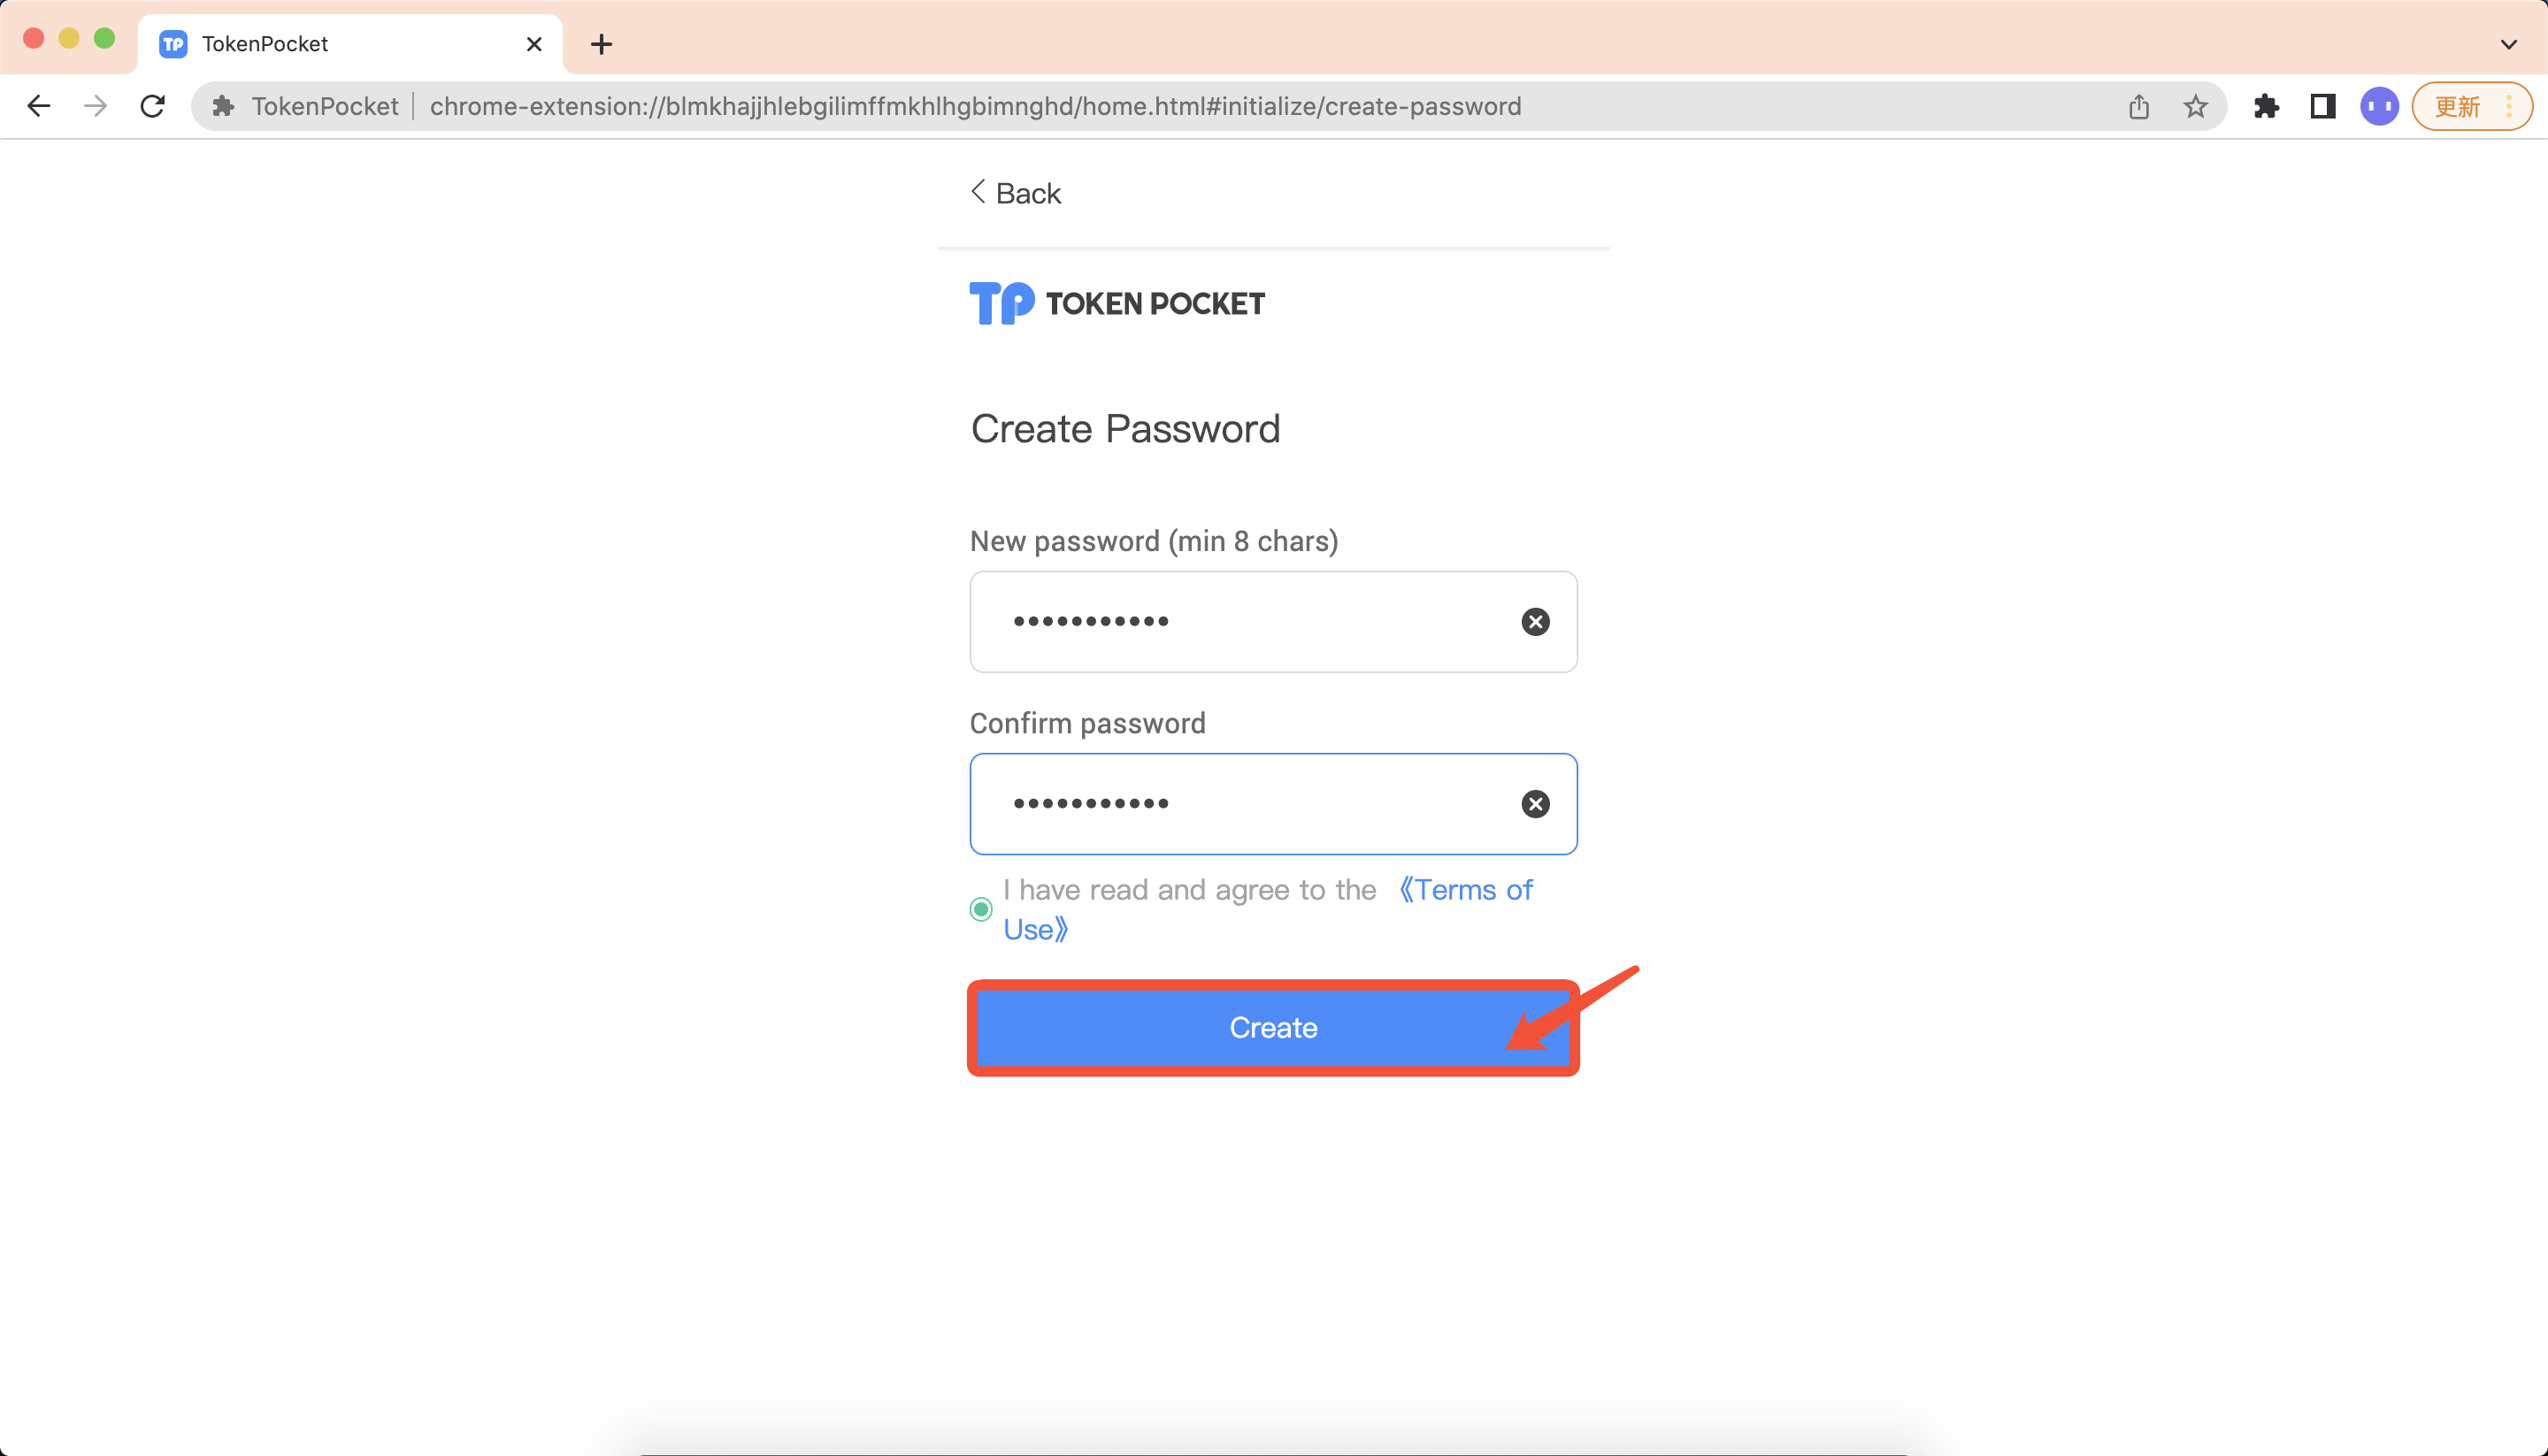 TP TokenPocket
TokenPocket chrome-extension://blmkhajjhlebgilimffmkhlhgbimnghd/home.html#initialize/create-password 更新
Back
TP TOKEN POCKET
Create Password
New password (min 8 chars)
•••••••••••
Confirm password
•••••••••••
I have read and agree to the 《Terms of
Use》
Create